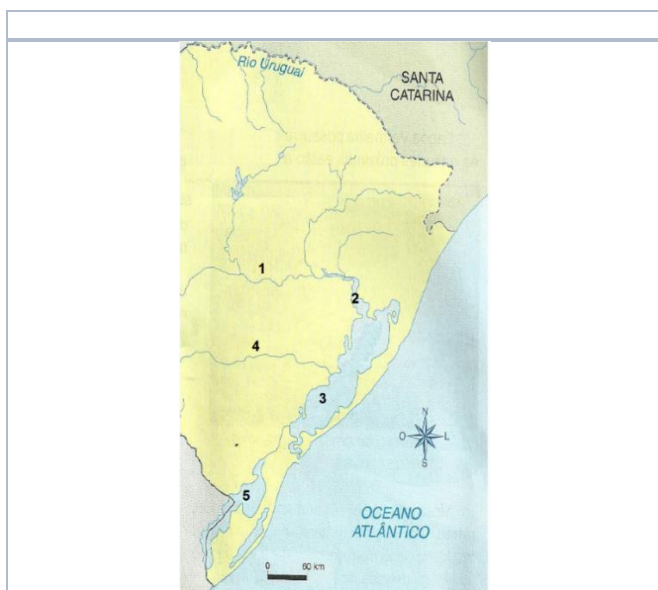 Rio Uruguai
SANTA
CATARINA
1
2
4
3
N
O
L
S
5
OCEANO
ATLÂNTICO
0 60 km